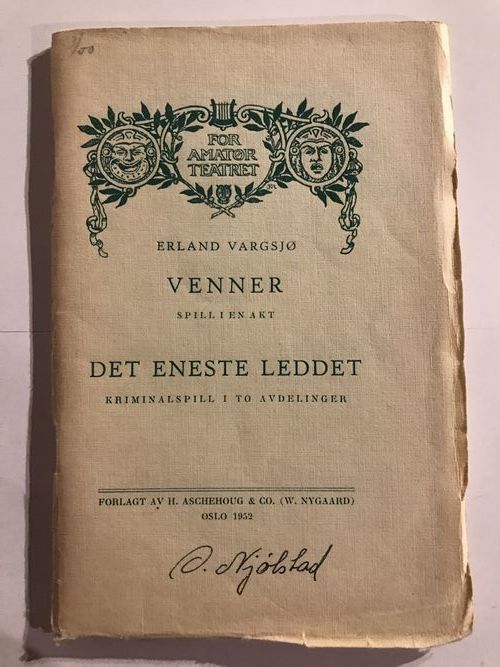 FOR
AMATØR
TEATRET
ERLAND VARGSJØ
VENNER
SPILL I EN AKT
DET ENESTE LEDDET
KRIMINALSPILL I TO AVDELINGER
FORLAGT AV H. ASCHEHOUG & CO. (W. NYGAARD)
OSLO 1952
O. Njölstad